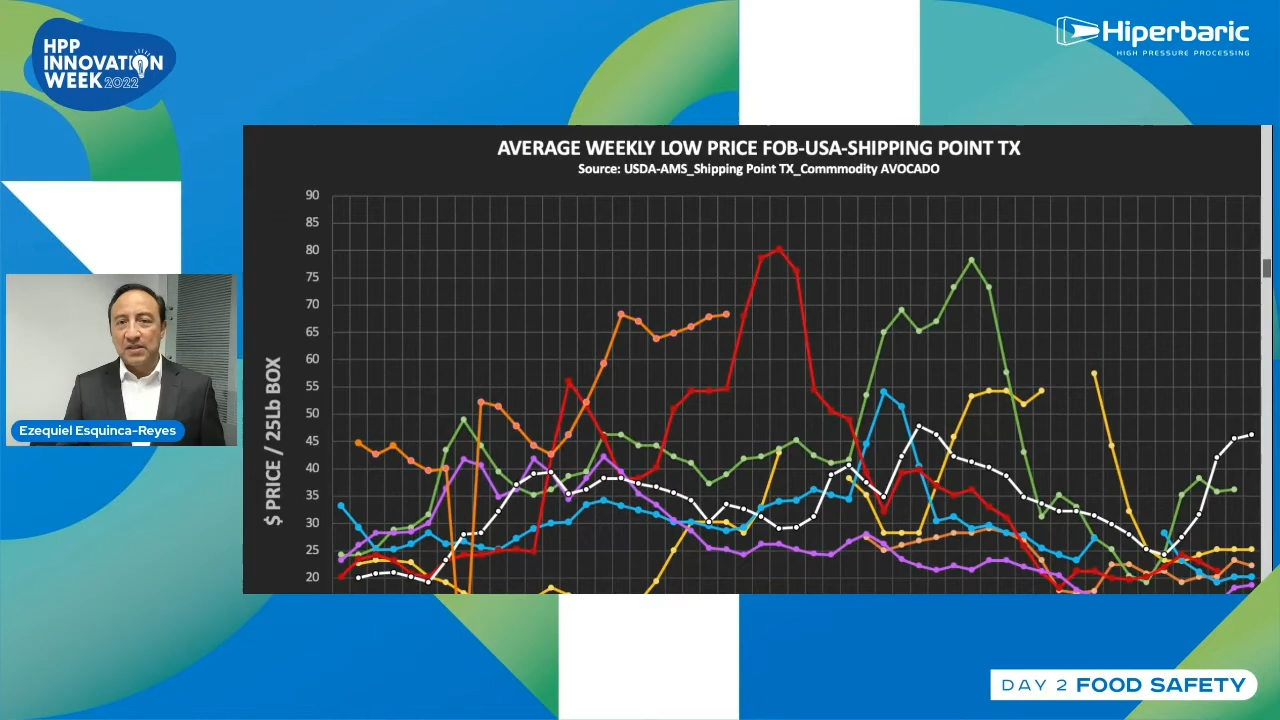 HPP
INNOVATION
WEEK 2022
Hiperbaric
HIGH PRESSURE PROCESSING
AVERAGE WEEKLY LOW PRICE FOB-USA-SHIPPING POINT TX
Source: USDA-AMS_Shipping Point TX_Commmodity AVOCADO
90
85
80
75
70
65
60
55
50
45
40
35
30
25
20
$ PRICE / 25Lb BOX
Ezequiel Esquinca-Reyes
DAY 2 FOOD SAFETY